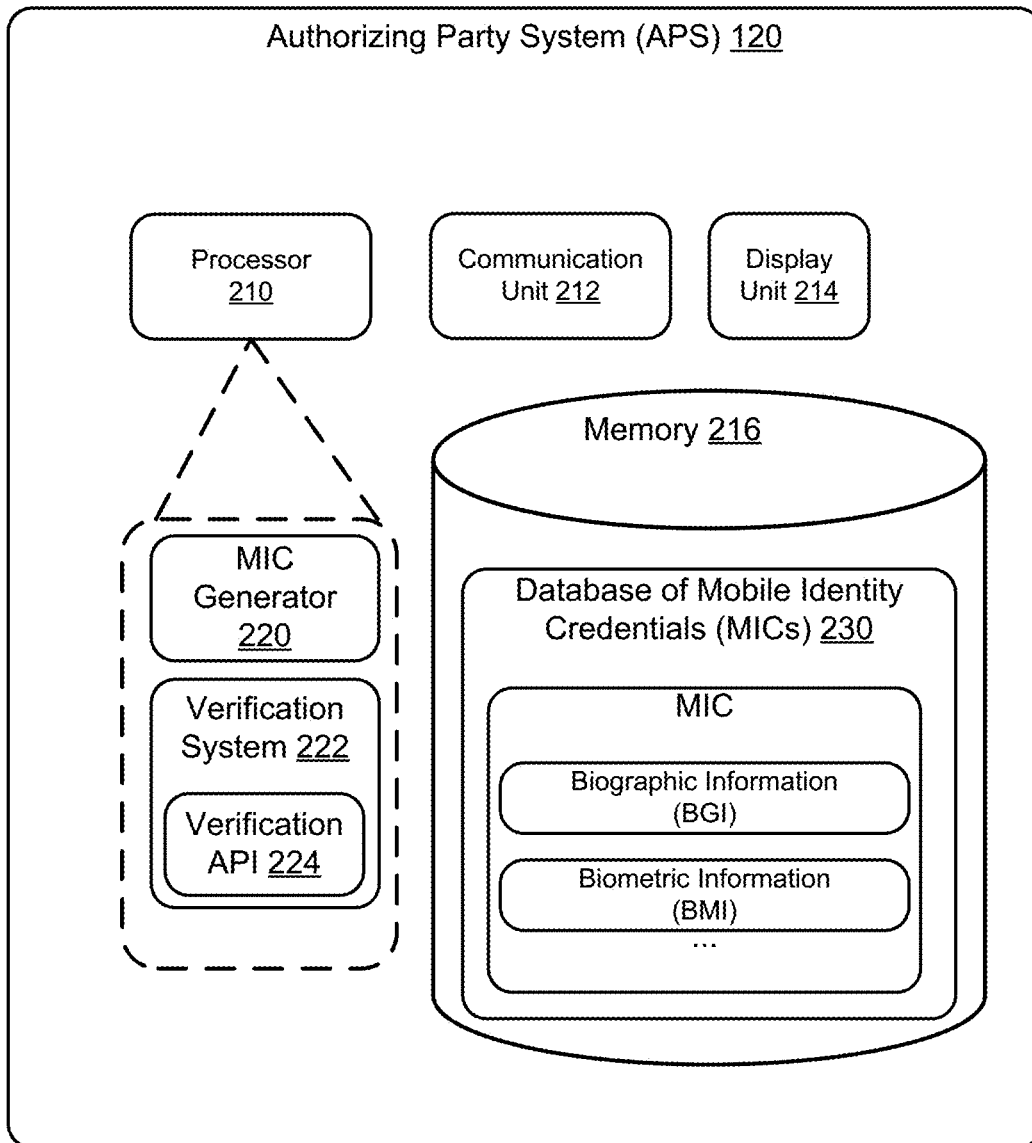 Authorizing Party System (APS) 120
Processor
210
Communication
Unit 212
Display
Unit 214
Memory 216
MIC
Generator
220
Verification
System 222
Verification
API 224
Database of Mobile Identity
Credentials (MICs) 230
MIC
Biographic Information
(BGI)
Biometric Information
(BMI)
...